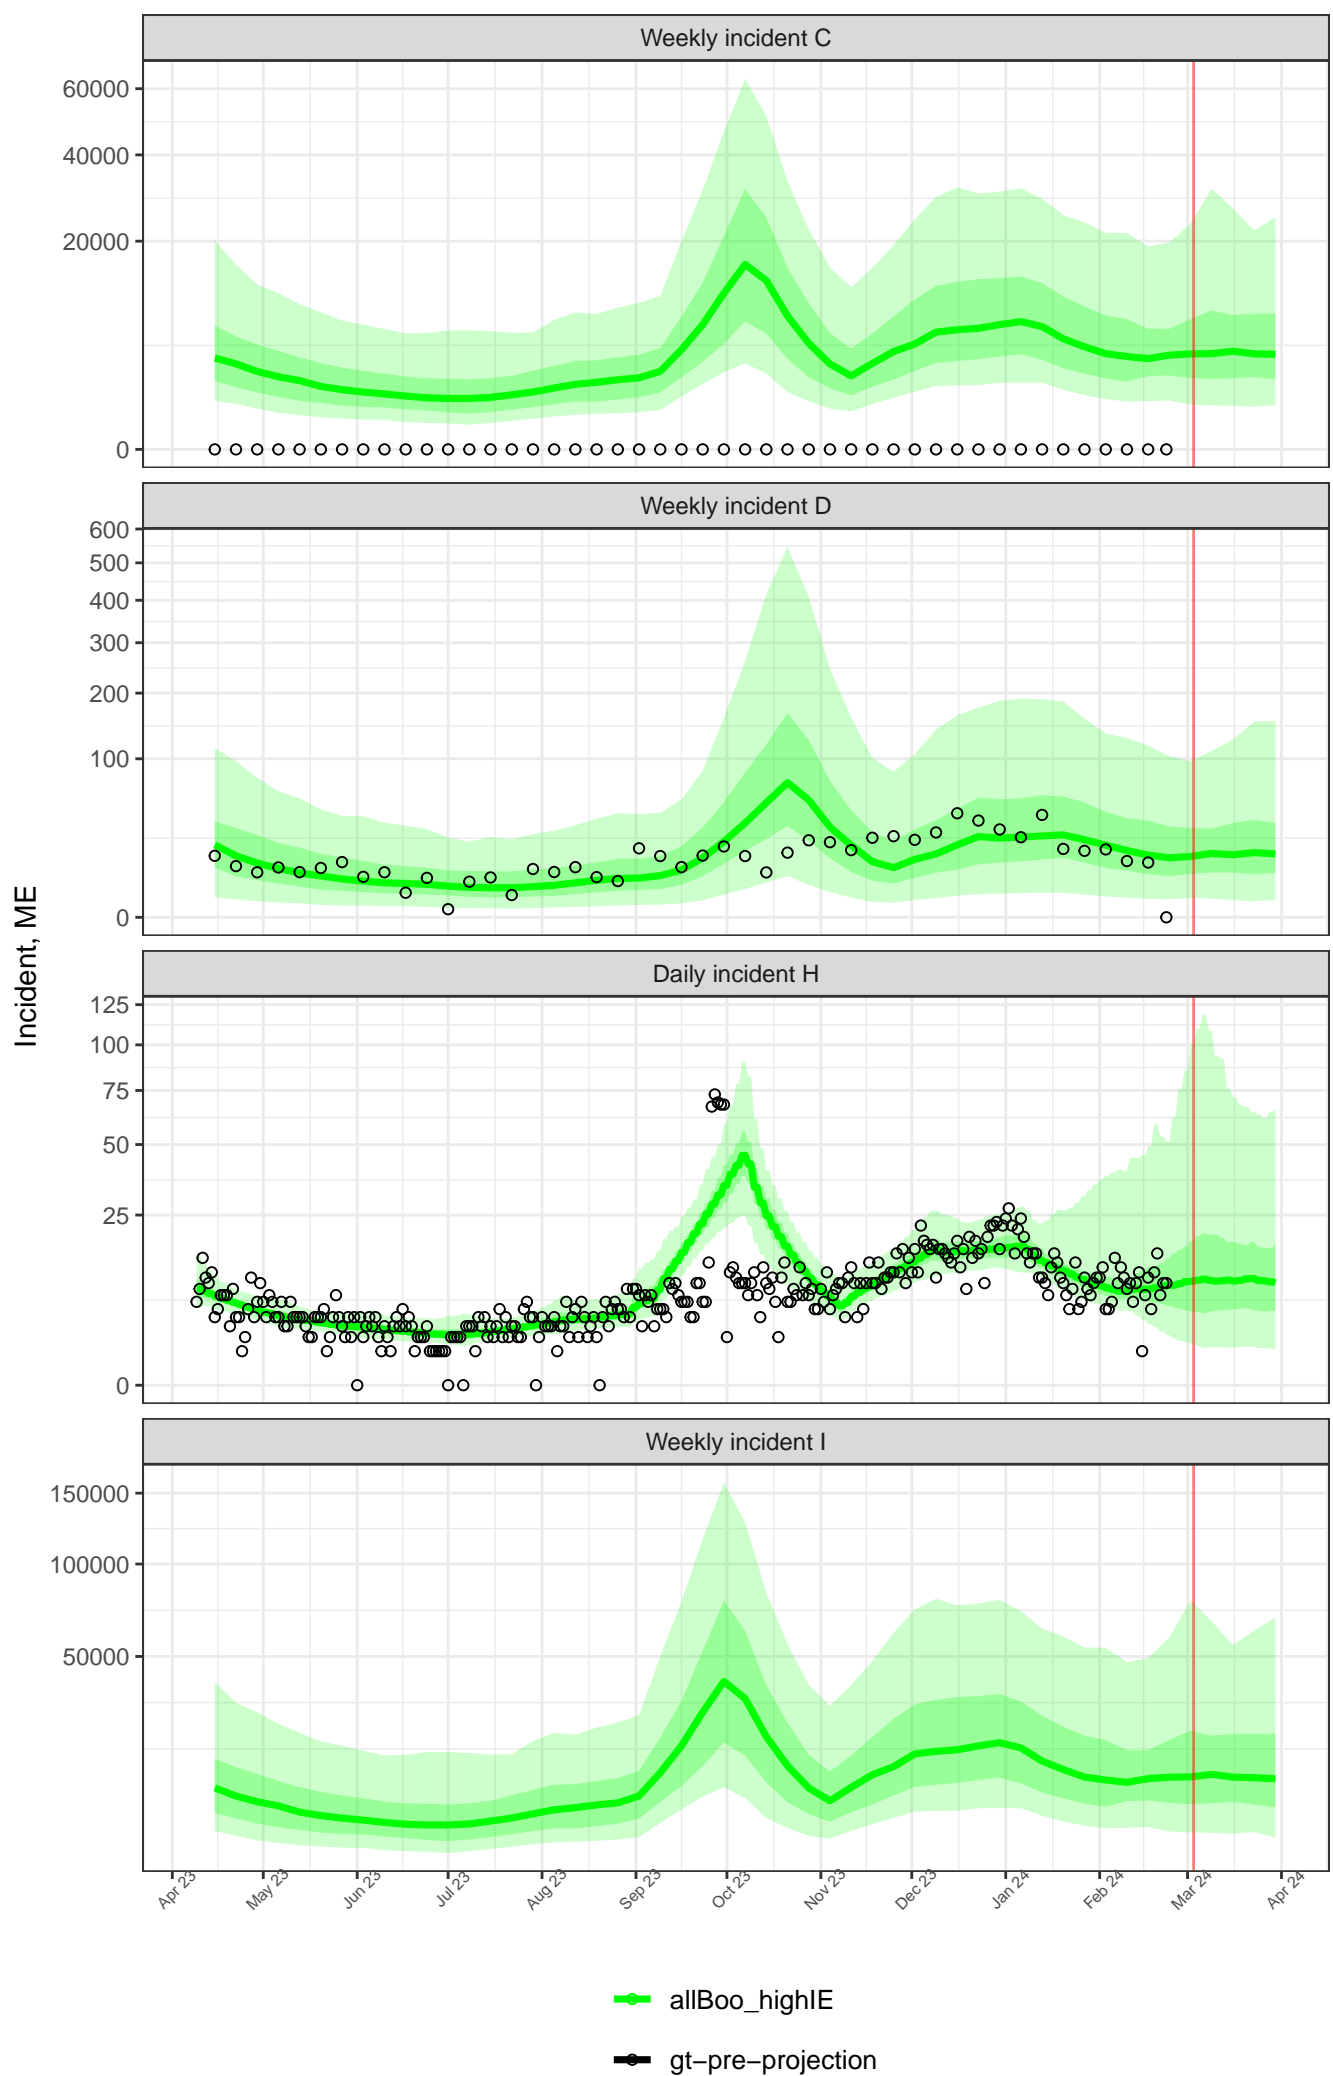 Weekly incident C
60000
40000
20000
0
Weekly incident D
600
500
400
300
200
100
0
Incident, ME
Daily incident H
125
100
75
50
25
0
Weekly incident I
150000
100000
50000
Apr 23 May 23 Jun 23 Jul 23 Aug 23 Sep 23 Oct 23 Nov 23 Dec 23 Jan 24 Feb 24 Mar 24 Apr 24
allBoo_highIE
gt−pre−projection